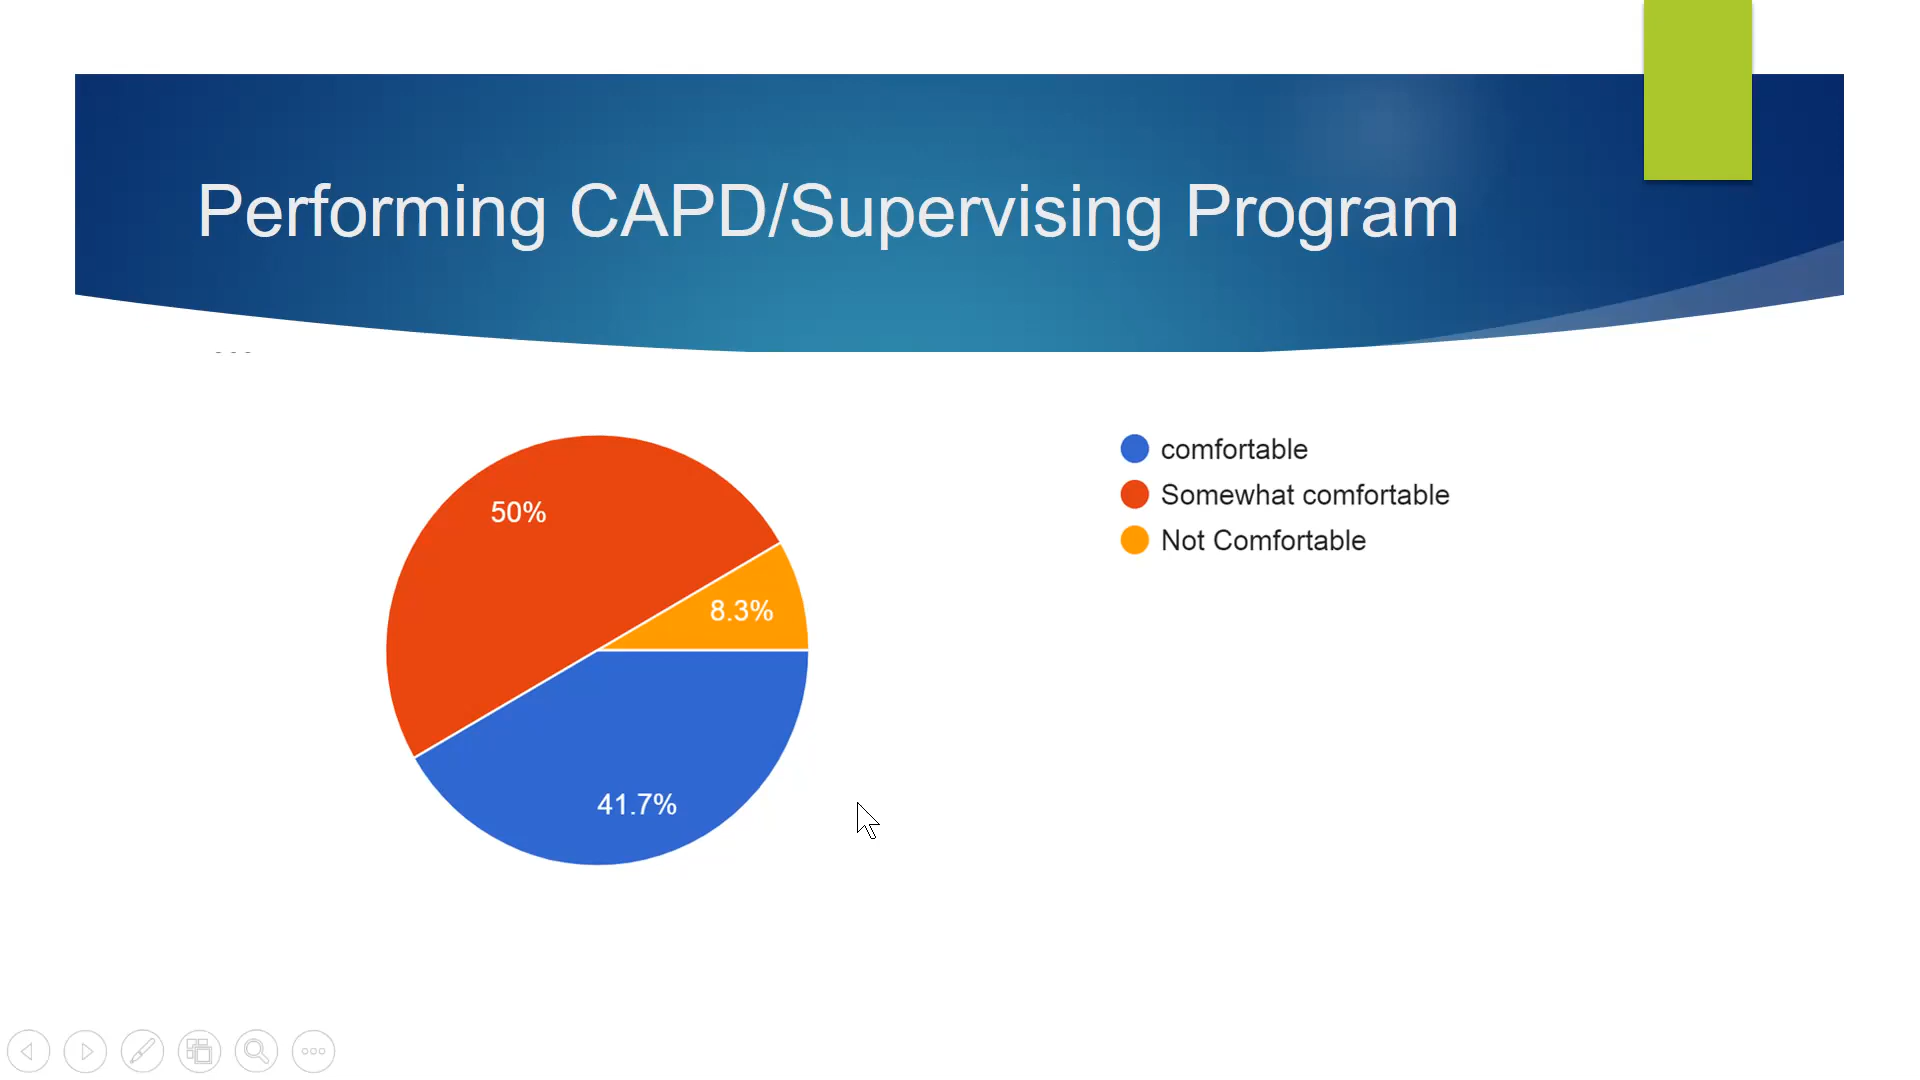 Performing CAPD/Supervising Program
comfortable
Somewhat comfortable
Not Comfortable
50%
8.3%
41.7%